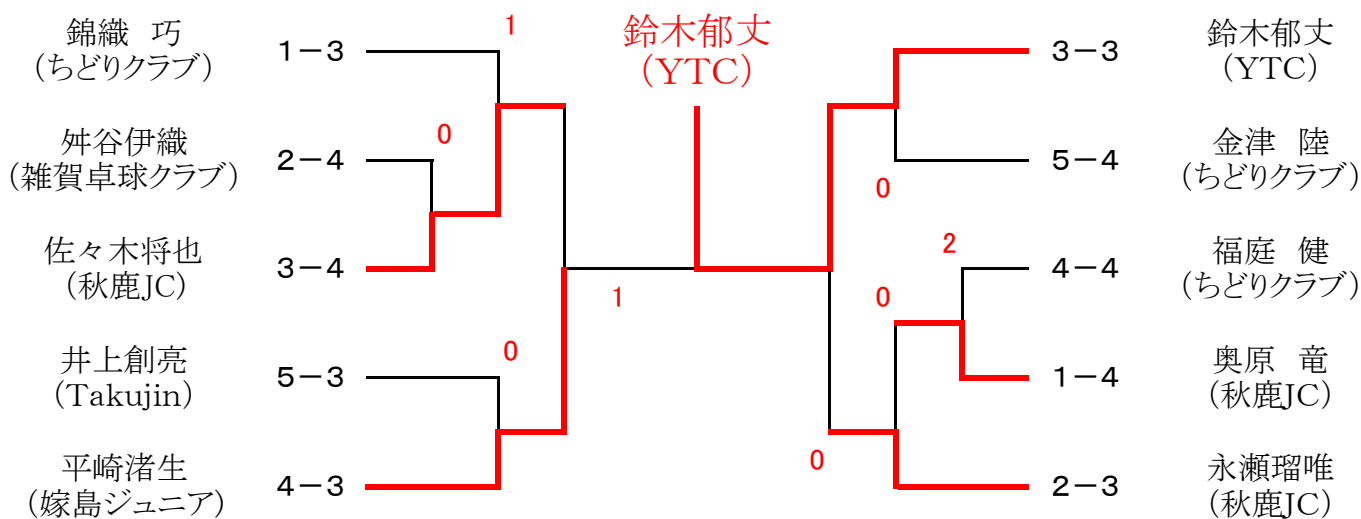 錦織　巧
(ちどりクラブ)
1－3
1
舛谷伊織
(雑賀卓球クラブ)
2－4
0
佐々木将也
(秋鹿JC)
3－4
井上創亮
(Takujin)
5－3
0
平崎渚生
(嫁島ジュニア)
4－3
鈴木郁丈
(YTC)
1
3－3
鈴木郁丈
(YTC)
5－4
金津　陸
(ちどりクラブ)
0
2
4－4
福庭　健
(ちどりクラブ)
0
1－4
奥原　竜
(秋鹿JC)
0
2－3
永瀬瑠唯
(秋鹿JC)